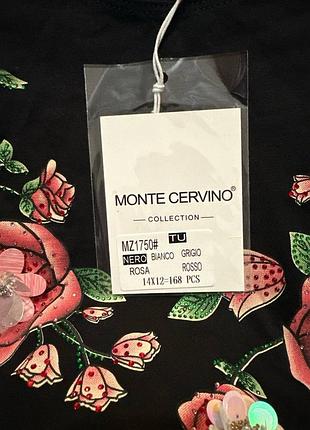 MONTE CERVINO®
COLLECTION
MZ1750# TU
NERO BIANCO GRIGIO
ROSA ROSSO
14X12=168 PCS